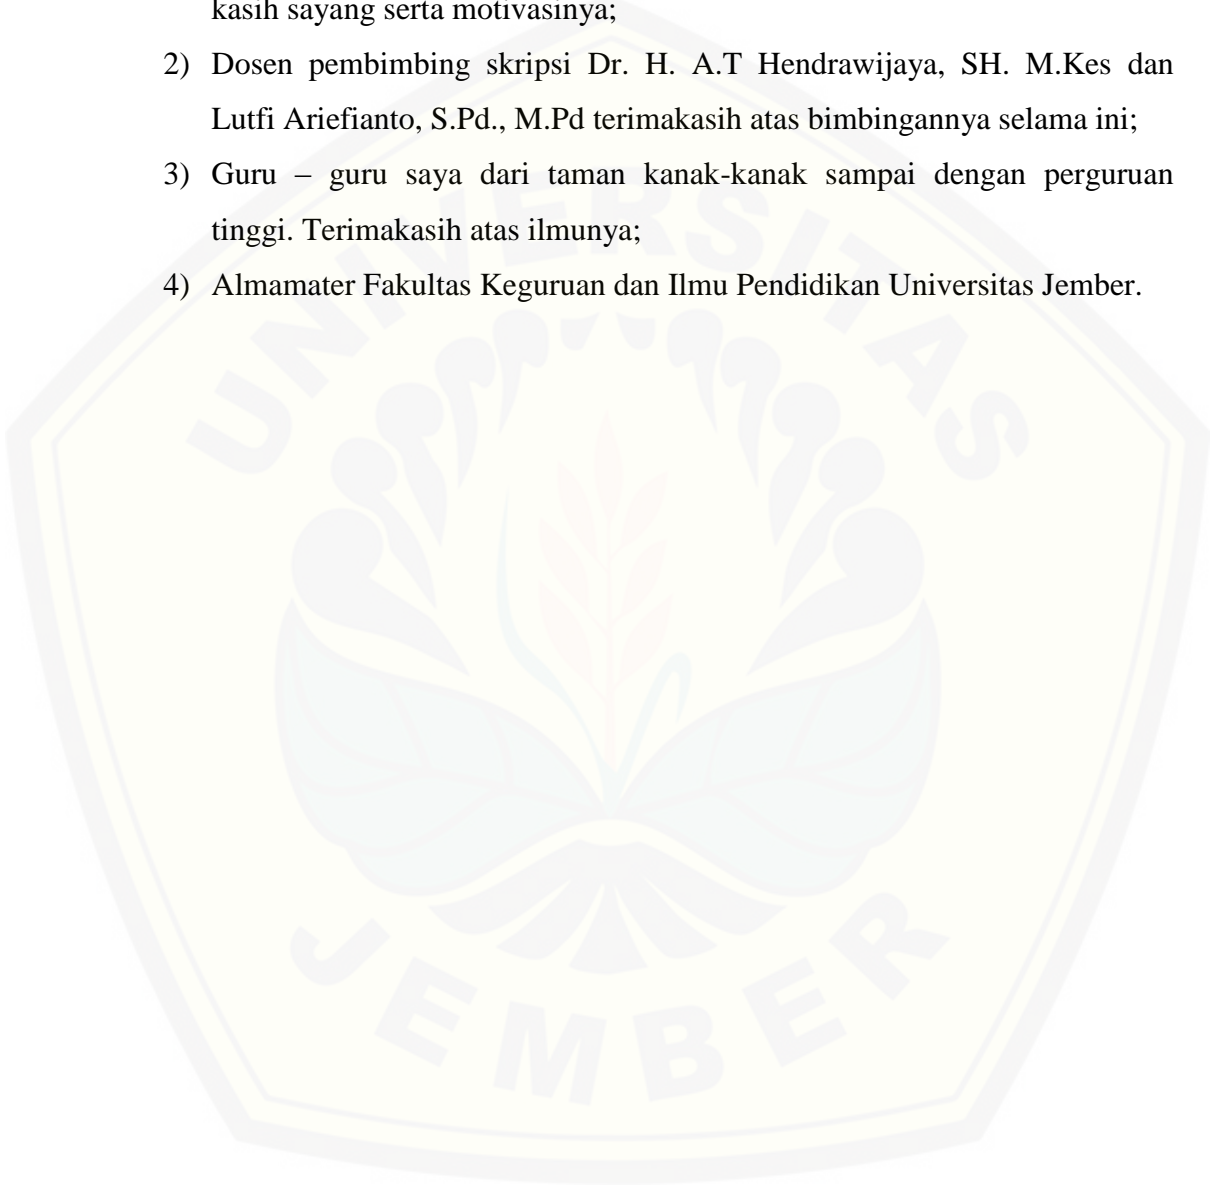 kasih sayang serta motivasinya;
2) Dosen pembimbing skripsi Dr. H. A.T Hendrawijaya, SH. M.Kes dan
Lutfi Ariefianto, S.Pd., M.Pd terimakasih atas bimbingannya selama ini;
3) Guru – guru saya dari taman kanak-kanak sampai dengan perguruan
tinggi. Terimakasih atas ilmunya;
4) Almamater Fakultas Keguruan dan Ilmu Pendidikan Universitas Jember.
UNIVERSITAS
JEMBER